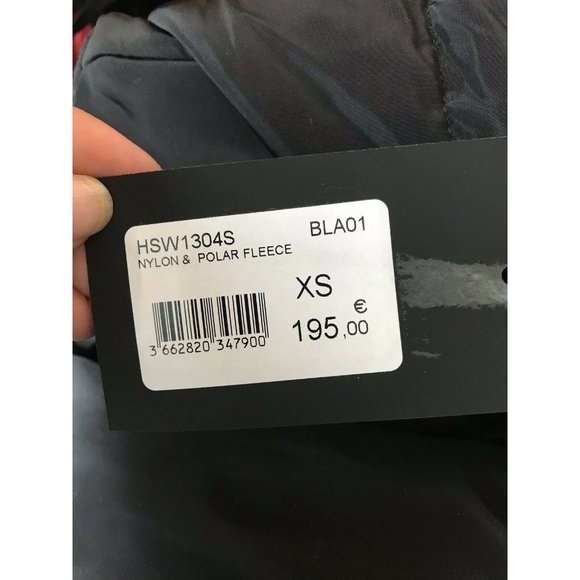 HSW1304S BLA01
NYLON & POLAR FLEECE
XS
€
195,00
3 662820 347900